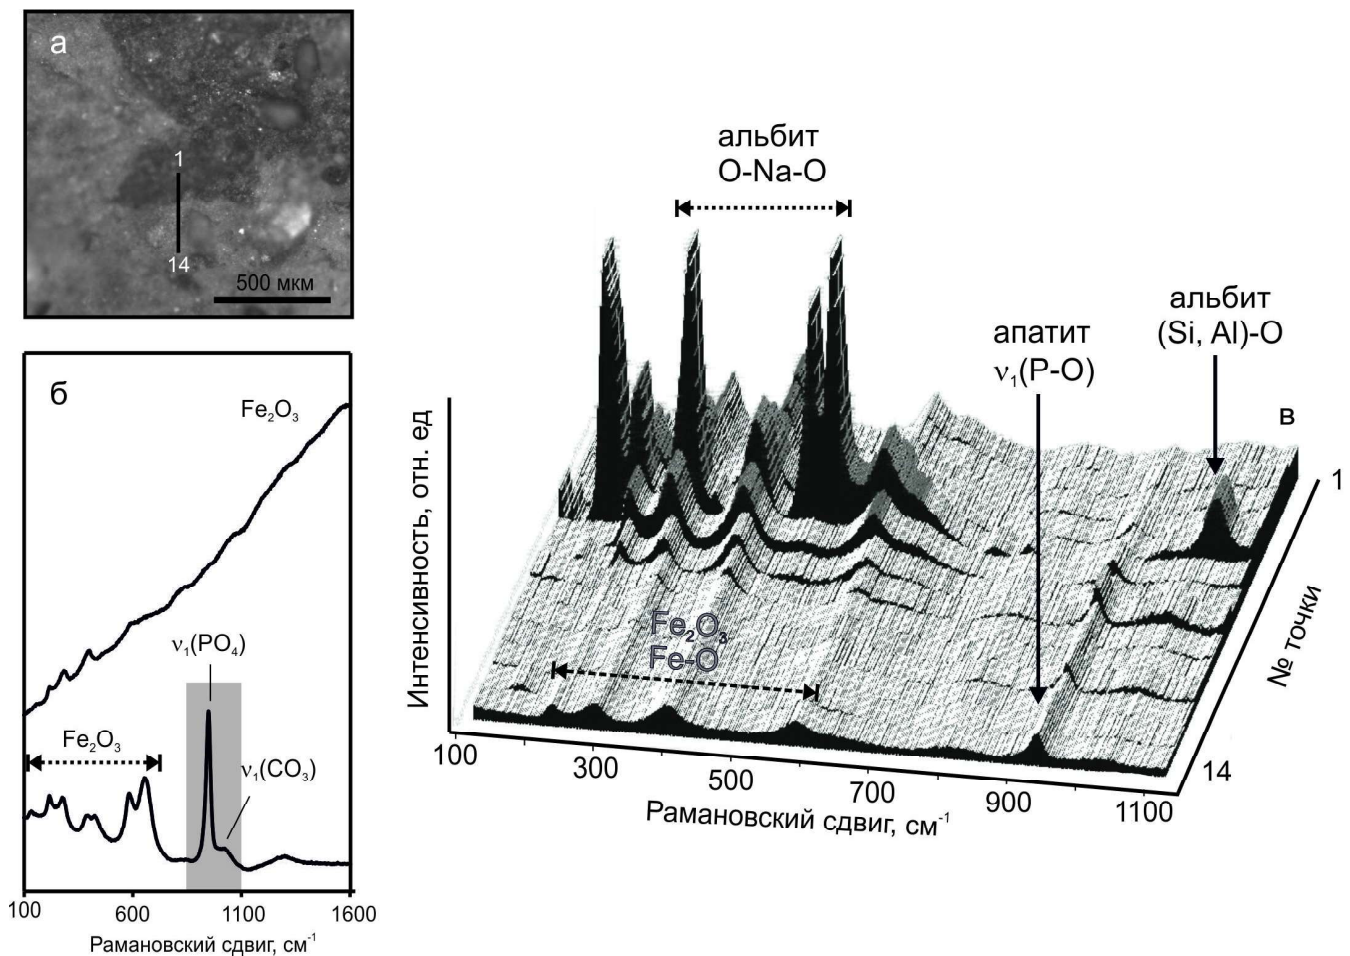 а
1
14
500 мкм
б
Fe₂O₃
ν₁(PO₄)
Fe₂O₃
ν₁(CO₃)
100 600 1100 1600
Рамановский сдвиг, см⁻¹
альбит
O-Na-O
альбит
(Si, Al)-O
апатит
ν₁(P-O)
в
Интенсивность, отн. ед
Fe₂O₃
Fe-O
1
№ точки
14
100 300 500 700 900 1100
Рамановский сдвиг, см⁻¹